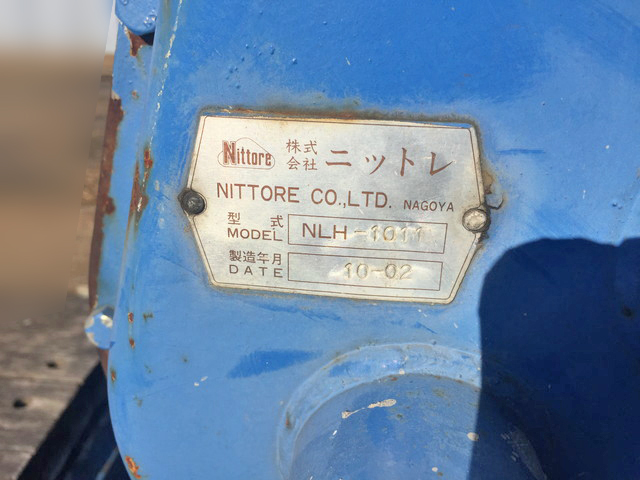 Nittore 株式会社 ニットレ
NITTORE CO.,LTD. NAGOYA
型式 MODEL NLH-1011
製造年月 DATE 10-02